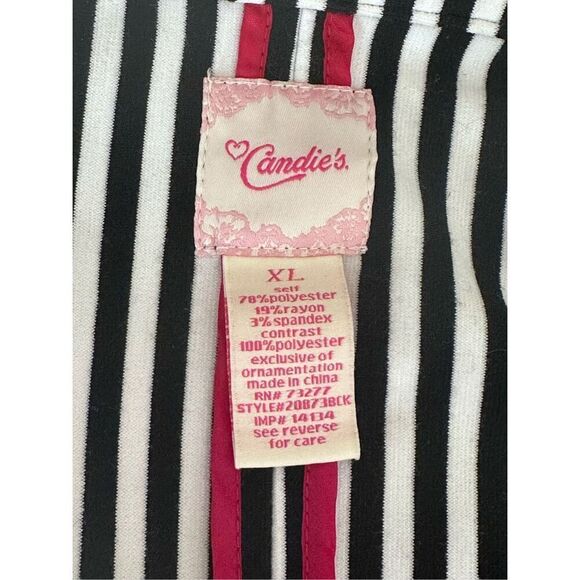 Candie's.
XL
self
78%polyester
19%rayon
3%spandex
contrast
100%polyester
exclusive of
ornamentation
made in china
RN# 73277
STYLE#20873BCK
IMP# 14134
see reverse
for care